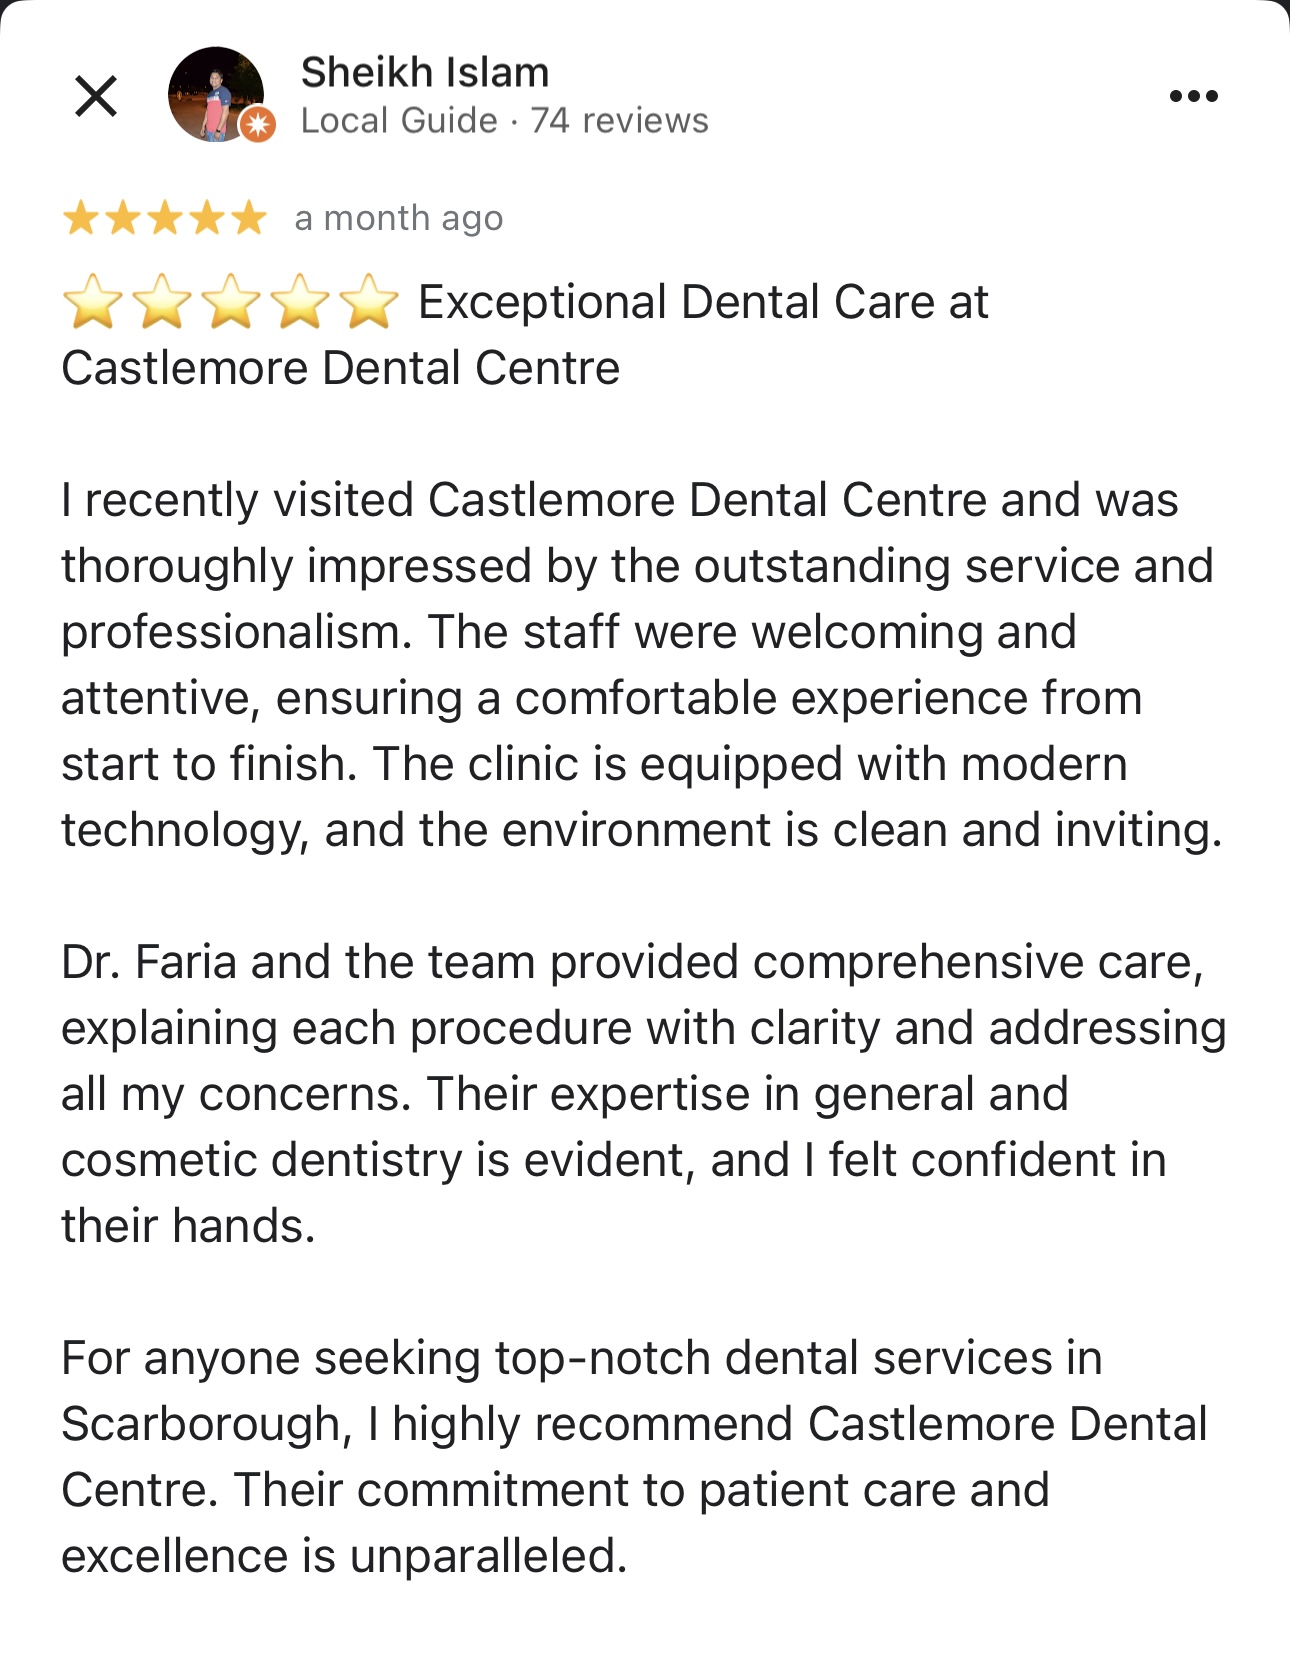 Sheikh Islam
Local Guide · 74 reviews
a month ago
⭐⭐⭐⭐⭐ Exceptional Dental Care at
Castlemore Dental Centre
I recently visited Castlemore Dental Centre and was
thoroughly impressed by the outstanding service and
professionalism. The staff were welcoming and
attentive, ensuring a comfortable experience from
start to finish. The clinic is equipped with modern
technology, and the environment is clean and inviting.
Dr. Faria and the team provided comprehensive care,
explaining each procedure with clarity and addressing
all my concerns. Their expertise in general and
cosmetic dentistry is evident, and I felt confident in
their hands.
For anyone seeking top-notch dental services in
Scarborough, I highly recommend Castlemore Dental
Centre. Their commitment to patient care and
excellence is unparalleled.